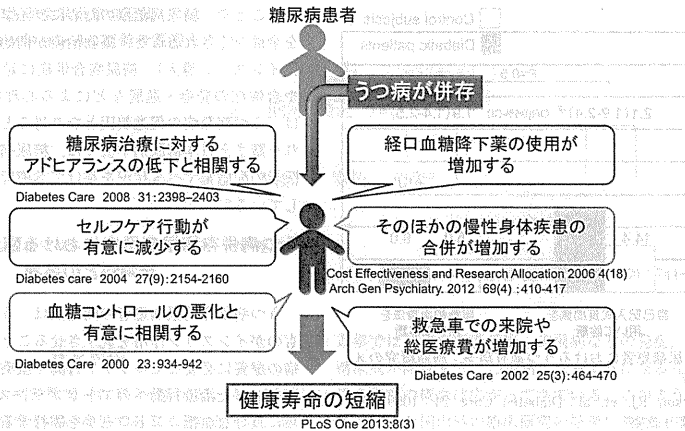 糖尿病患者
Control subjects
Diabetic patients
うつ病が併存
糖尿病治療に対する
アドヒアランスの低下と相関する
Diabetes Care 2008 31:2398–2403
経口血糖降下薬の使用が
増加する
セルフケア行動が
有意に減少する
Diabetes care 2004 27(9):2154-2160
そのほかの慢性身体疾患の
合併が増加する
Cost Effectiveness and Research Allocation 2006 4(18)
Arch Gen Psychiatry. 2012 69(4) :410-417
血糖コントロールの悪化と
有意に相関する
Diabetes Care 2000 23:934-942
救急車での来院や
総医療費が増加する
Diabetes Care 2002 25(3):464-470
健康寿命の短縮
PLoS One 2013:8(3)